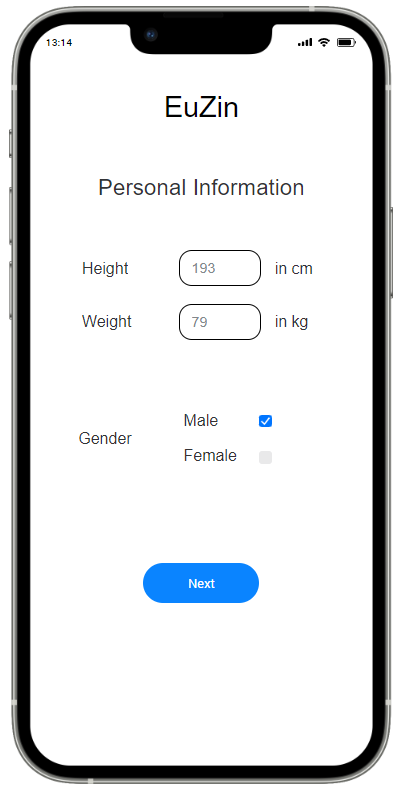 13:14
EuZin
Personal Information
Height 193 in cm
Weight 79 in kg
Male
Gender
Female
Next